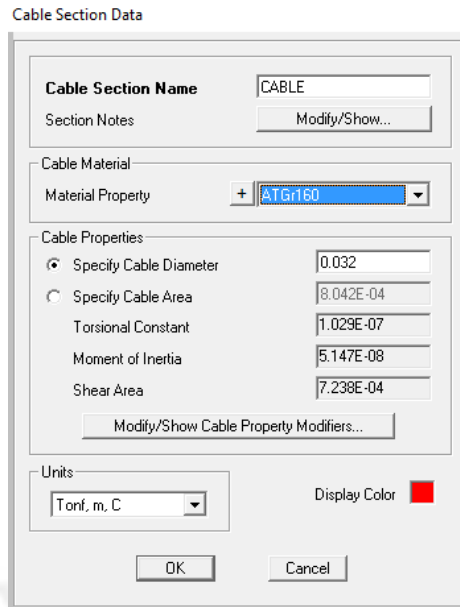 Cable Section Data
Cable Section Name CABLE
Section Notes Modify/Show...
Cable Material
Material Property + ATGr160
Cable Properties
Specify Cable Diameter 0.032
Specify Cable Area 8.042E-04
Torsional Constant 1.029E-07
Moment of Inertia 5.147E-08
Shear Area 7.238E-04
Modify/Show Cable Property Modifiers...
Units
Tonf, m, C Display Color
OK Cancel